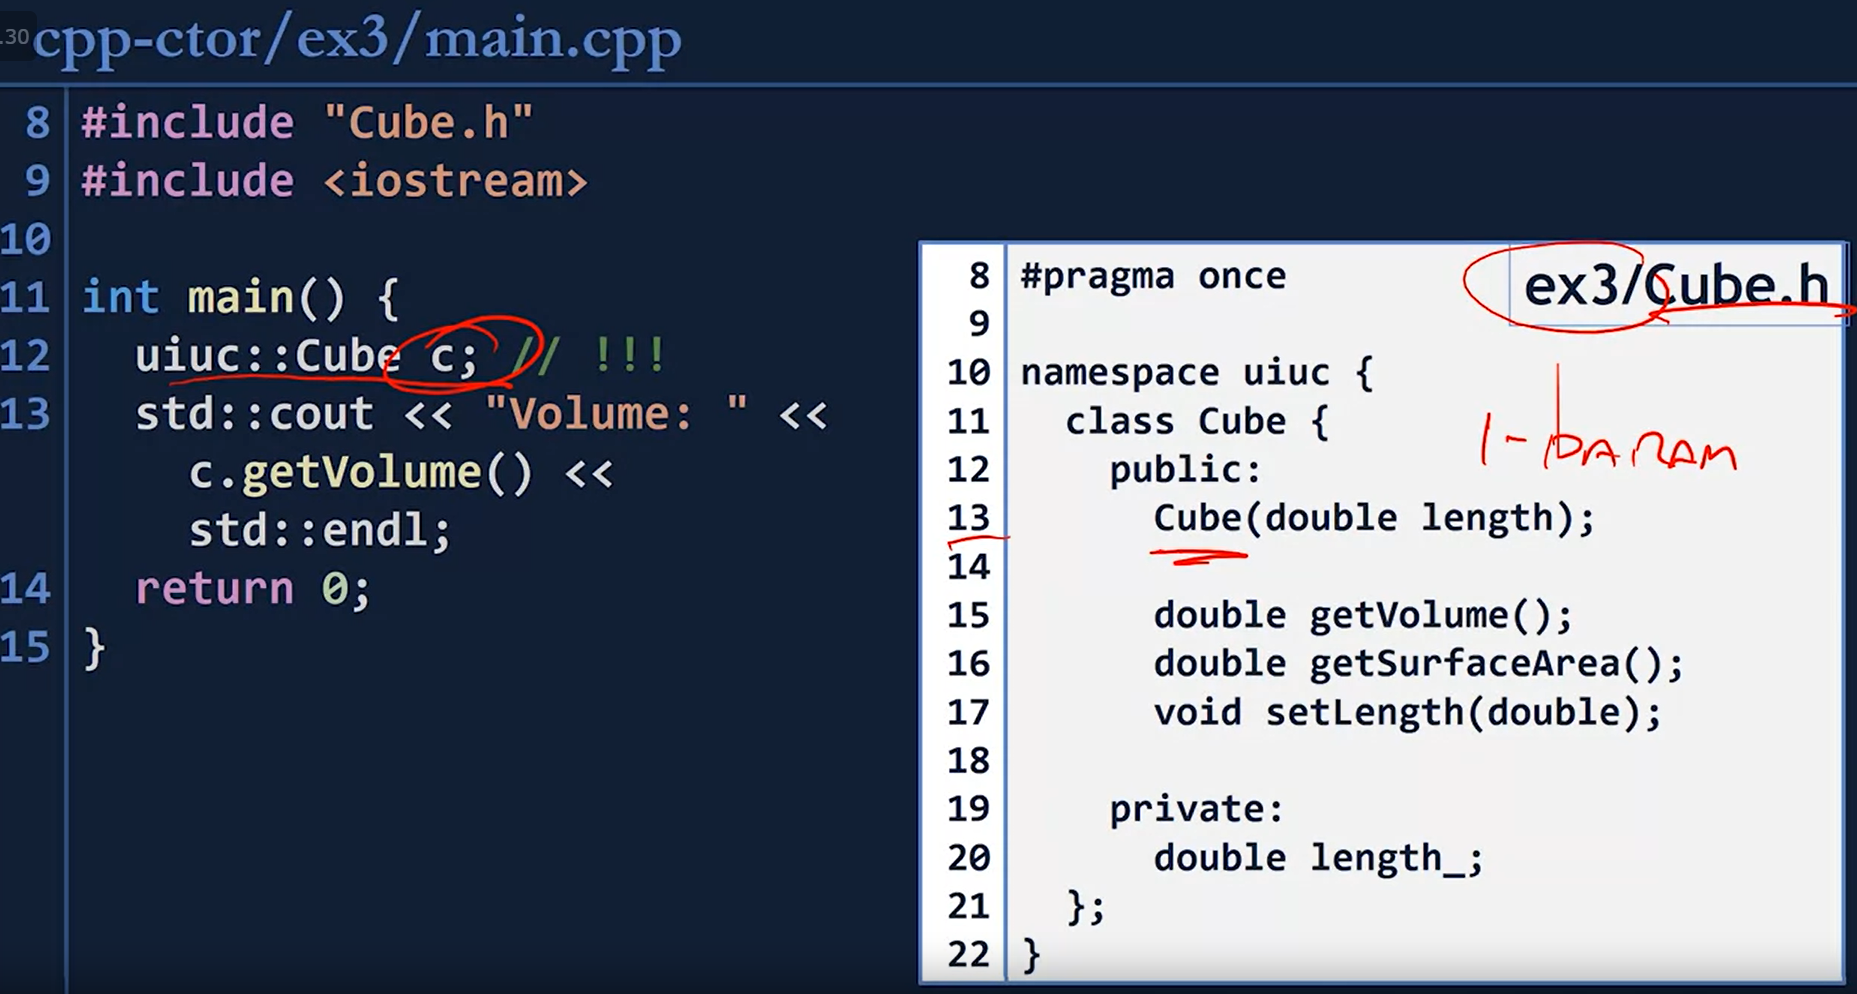 .30
cpp-ctor/ex3/main.cpp
8 #include "Cube.h"
9 #include <iostream>
10
11 int main() {
12 uiuc::Cube c; // !!!
13 std::cout << "Volume: " <<
c.getVolume() <<
std::endl;
14 return 0;
15 }
ex3/Cube.h
1-PARAM
8 #pragma once
9
10 namespace uiuc {
11 class Cube {
12 public:
13 Cube(double length);
14
15 double getVolume();
16 double getSurfaceArea();
17 void setLength(double);
18
19 private:
20 double length_;
21 };
22 }